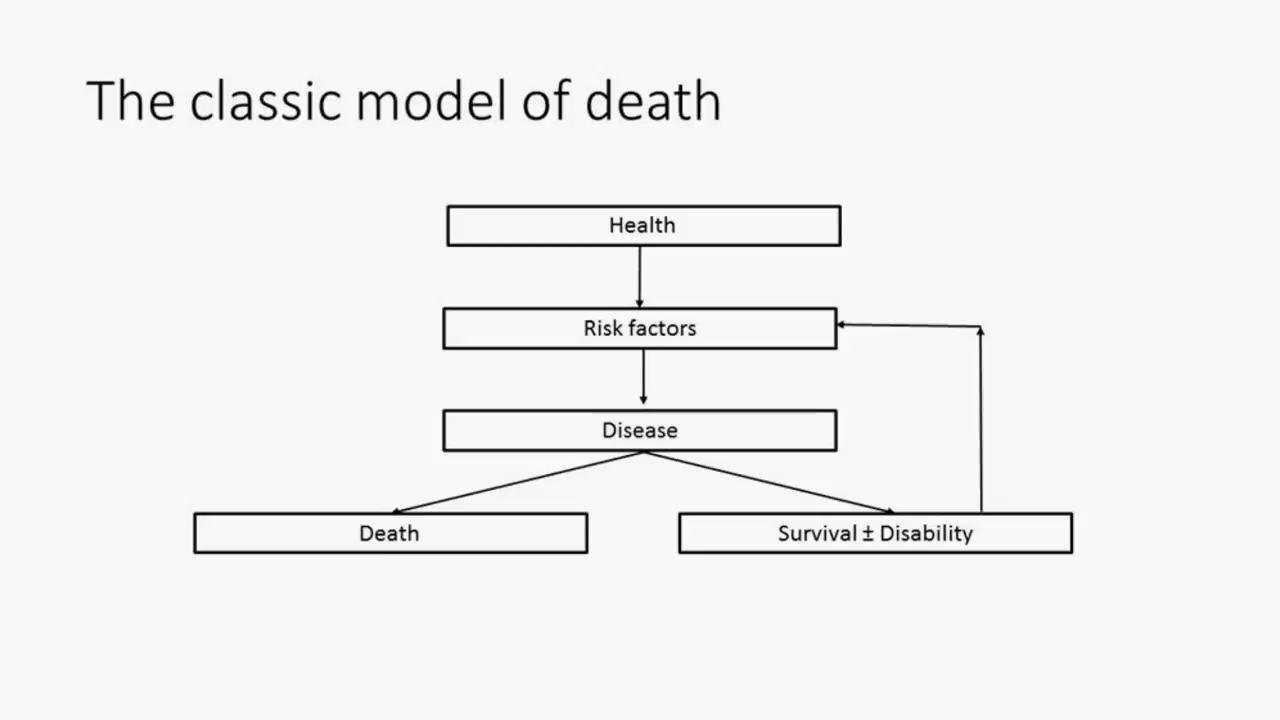 The classic model of death
Health
Risk factors
Disease
Death
Survival ± Disability